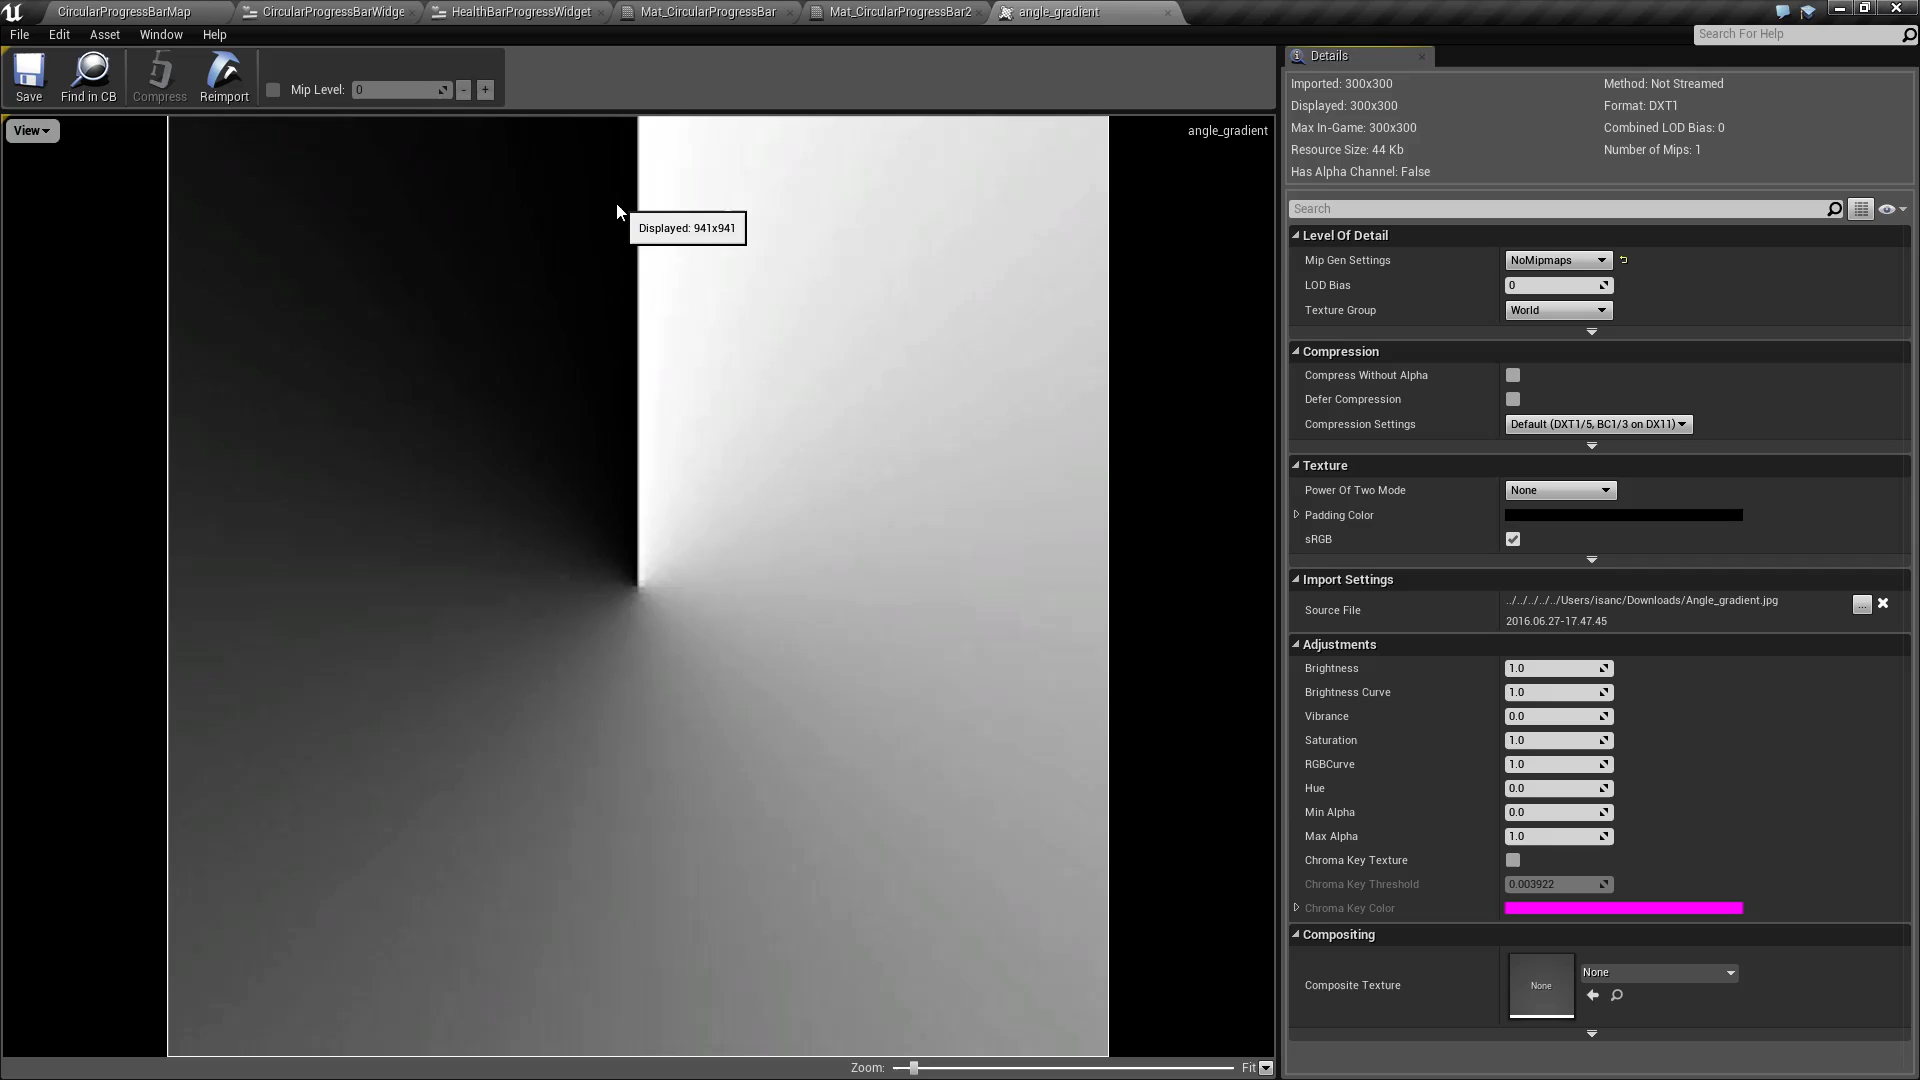 CircularProgressBarMap
CircularProgressBarWidge
HealthBarProgressWidget
Mat_CircularProgressBar
Mat_CircularProgressBar2
angle_gradient
File
Edit
Asset
Window
Help
Search For Help
Save
Find in CB
Compress
Reimport
Mip Level:
0
-
+
View
angle_gradient
Displayed: 941x941
Zoom:
Fit
Details
Imported: 300x300
Method: Not Streamed
Displayed: 300x300
Format: DXT1
Max In-Game: 300x300
Combined LOD Bias: 0
Resource Size: 44 Kb
Number of Mips: 1
Has Alpha Channel: False
Search
Level Of Detail
Mip Gen Settings
NoMipmaps
LOD Bias
0
Texture Group
World
Compression
Compress Without Alpha
Defer Compression
Compression Settings
Default (DXT1/5, BC1/3 on DX11)
Texture
Power Of Two Mode
None
Padding Color
sRGB
Import Settings
Source File
../../../../../Users/isanc/Downloads/Angle_gradient.jpg
...
2016.06.27-17.47.45
Adjustments
Brightness
1.0
Brightness Curve
1.0
Vibrance
0.0
Saturation
1.0
RGBCurve
1.0
Hue
0.0
Min Alpha
0.0
Max Alpha
1.0
Chroma Key Texture
Chroma Key Threshold
0.003922
Chroma Key Color
Compositing
Composite Texture
None
None